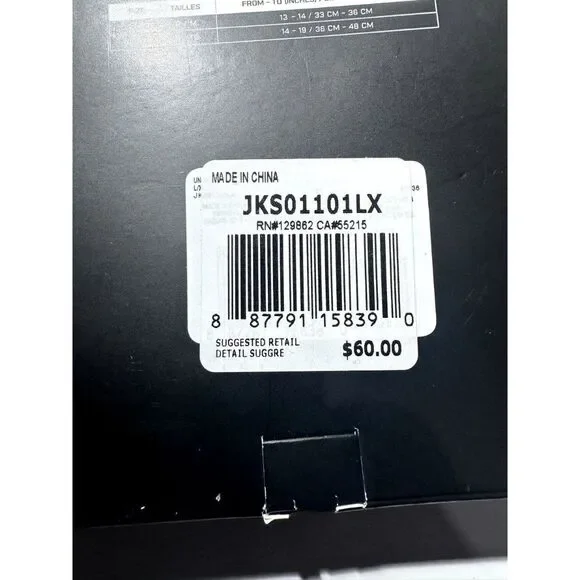 SIZE TAILLES FROM - TO
13 - 14 / 33 CM - 36 CM
14 - 19 / 36 CM - 48 CM
MADE IN CHINA
JKS01101LX
RN#129862 CA#55215
8 87791 15839 0
SUGGESTED RETAIL
DETAIL SUGGRE
$60.00